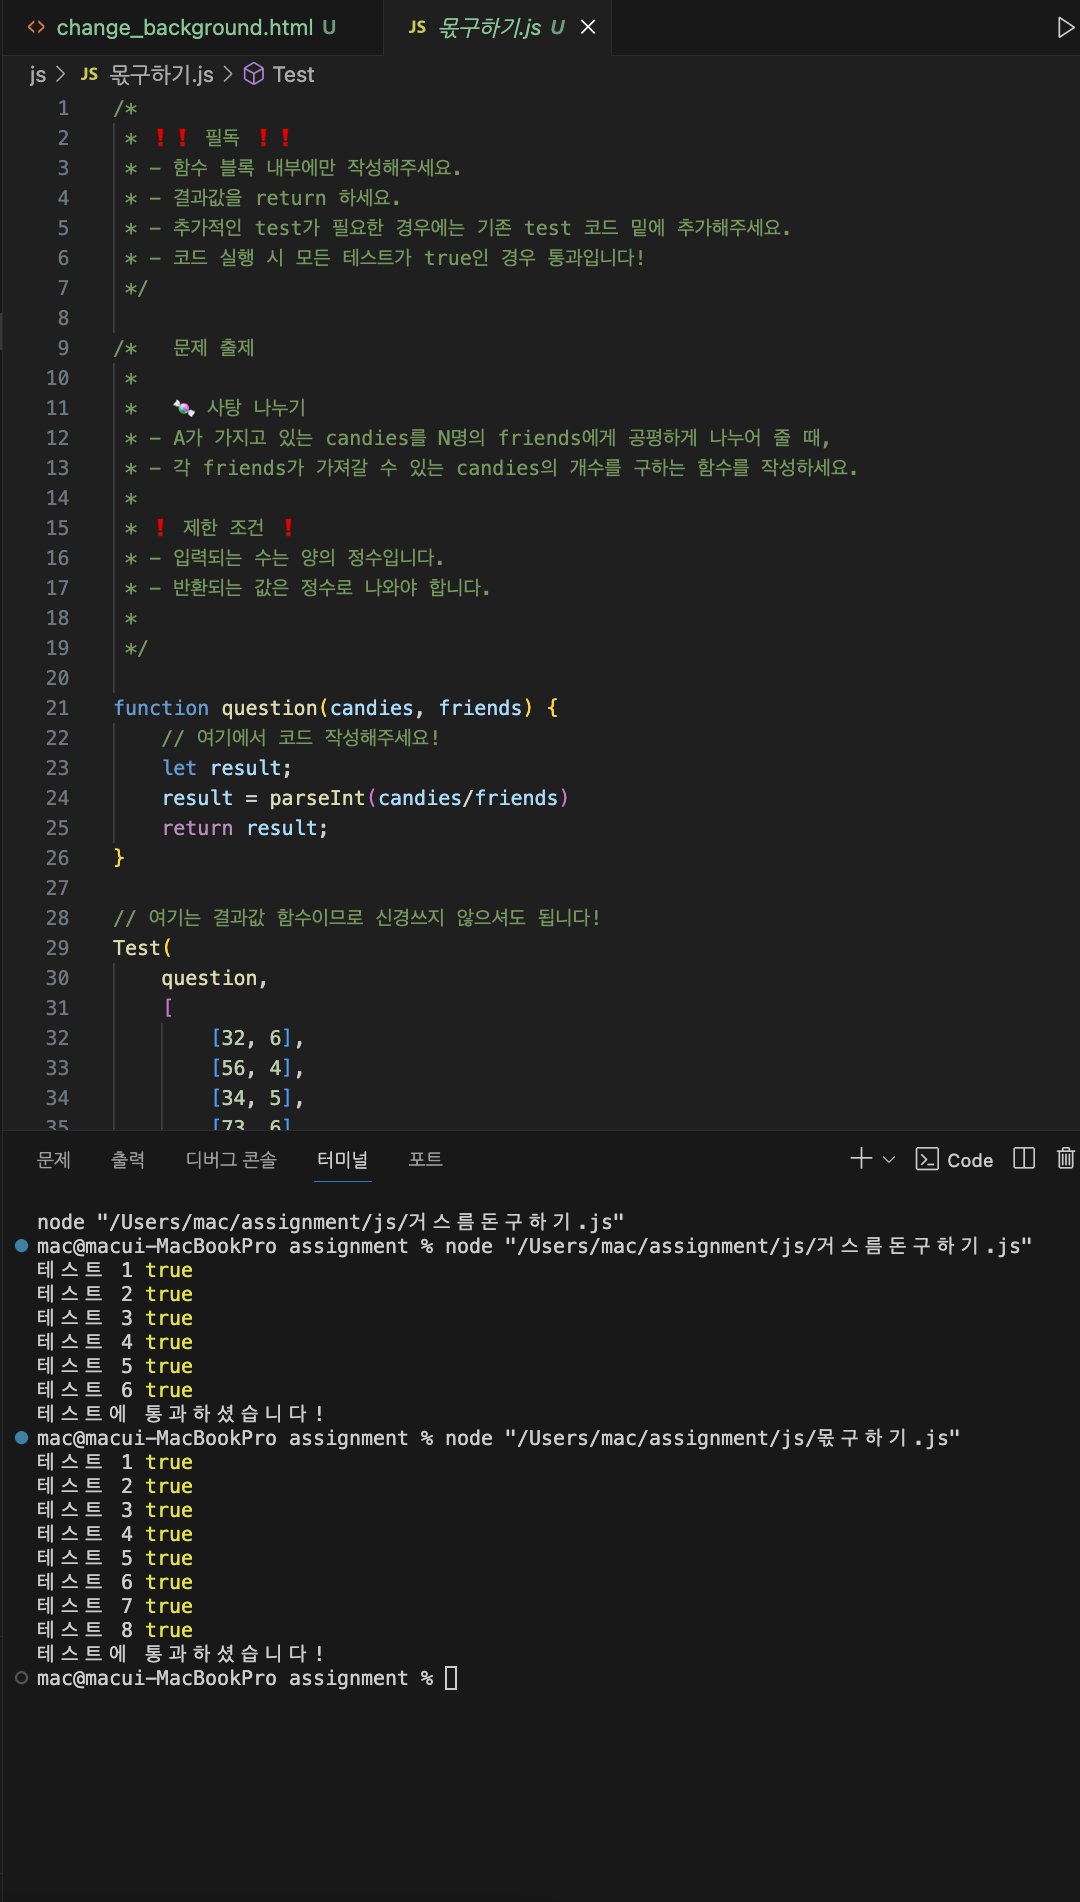 change_background.html U
JS 몫구하기.js U
js > JS 몫구하기.js > Test
1 /*
2 * ❗❗ 필독 ❗❗
3 * - 함수 블록 내부에만 작성해주세요.
4 * - 결과값을 return 하세요.
5 * - 추가적인 test가 필요한 경우에는 기존 test 코드 밑에 추가해주세요.
6 * - 코드 실행 시 모든 테스트가 true인 경우 통과입니다!
7 */
8
9 /* 문제 출제
10 *
11 * 🍬 사탕 나누기
12 * - A가 가지고 있는 candies를 N명의 friends에게 공평하게 나누어 줄 때,
13 * - 각 friends가 가져갈 수 있는 candies의 개수를 구하는 함수를 작성하세요.
14 *
15 * ❗ 제한 조건 ❗
16 * - 입력되는 수는 양의 정수입니다.
17 * - 반환되는 값은 정수로 나와야 합니다.
18 *
19 */
20
21 function question(candies, friends) {
22 // 여기에서 코드 작성해주세요!
23 let result;
24 result = parseInt(candies/friends)
25 return result;
26 }
27
28 // 여기는 결과값 함수이므로 신경쓰지 않으셔도 됩니다!
29 Test(
30 question,
31 [
32 [32, 6],
33 [56, 4],
34 [34, 5],
35 [73, 6]
문제 출력 디버그 콘솔 터미널 포트 Code
node "/Users/mac/assignment/js/거스름돈구하기.js"
mac@macui-MacBookPro assignment % node "/Users/mac/assignment/js/거스름돈구하기.js"
테스트 1 true
테스트 2 true
테스트 3 true
테스트 4 true
테스트 5 true
테스트 6 true
테스트에 통과하셨습니다!
mac@macui-MacBookPro assignment % node "/Users/mac/assignment/js/몫구하기.js"
테스트 1 true
테스트 2 true
테스트 3 true
테스트 4 true
테스트 5 true
테스트 6 true
테스트 7 true
테스트 8 true
테스트에 통과하셨습니다!
mac@macui-MacBookPro assignment %